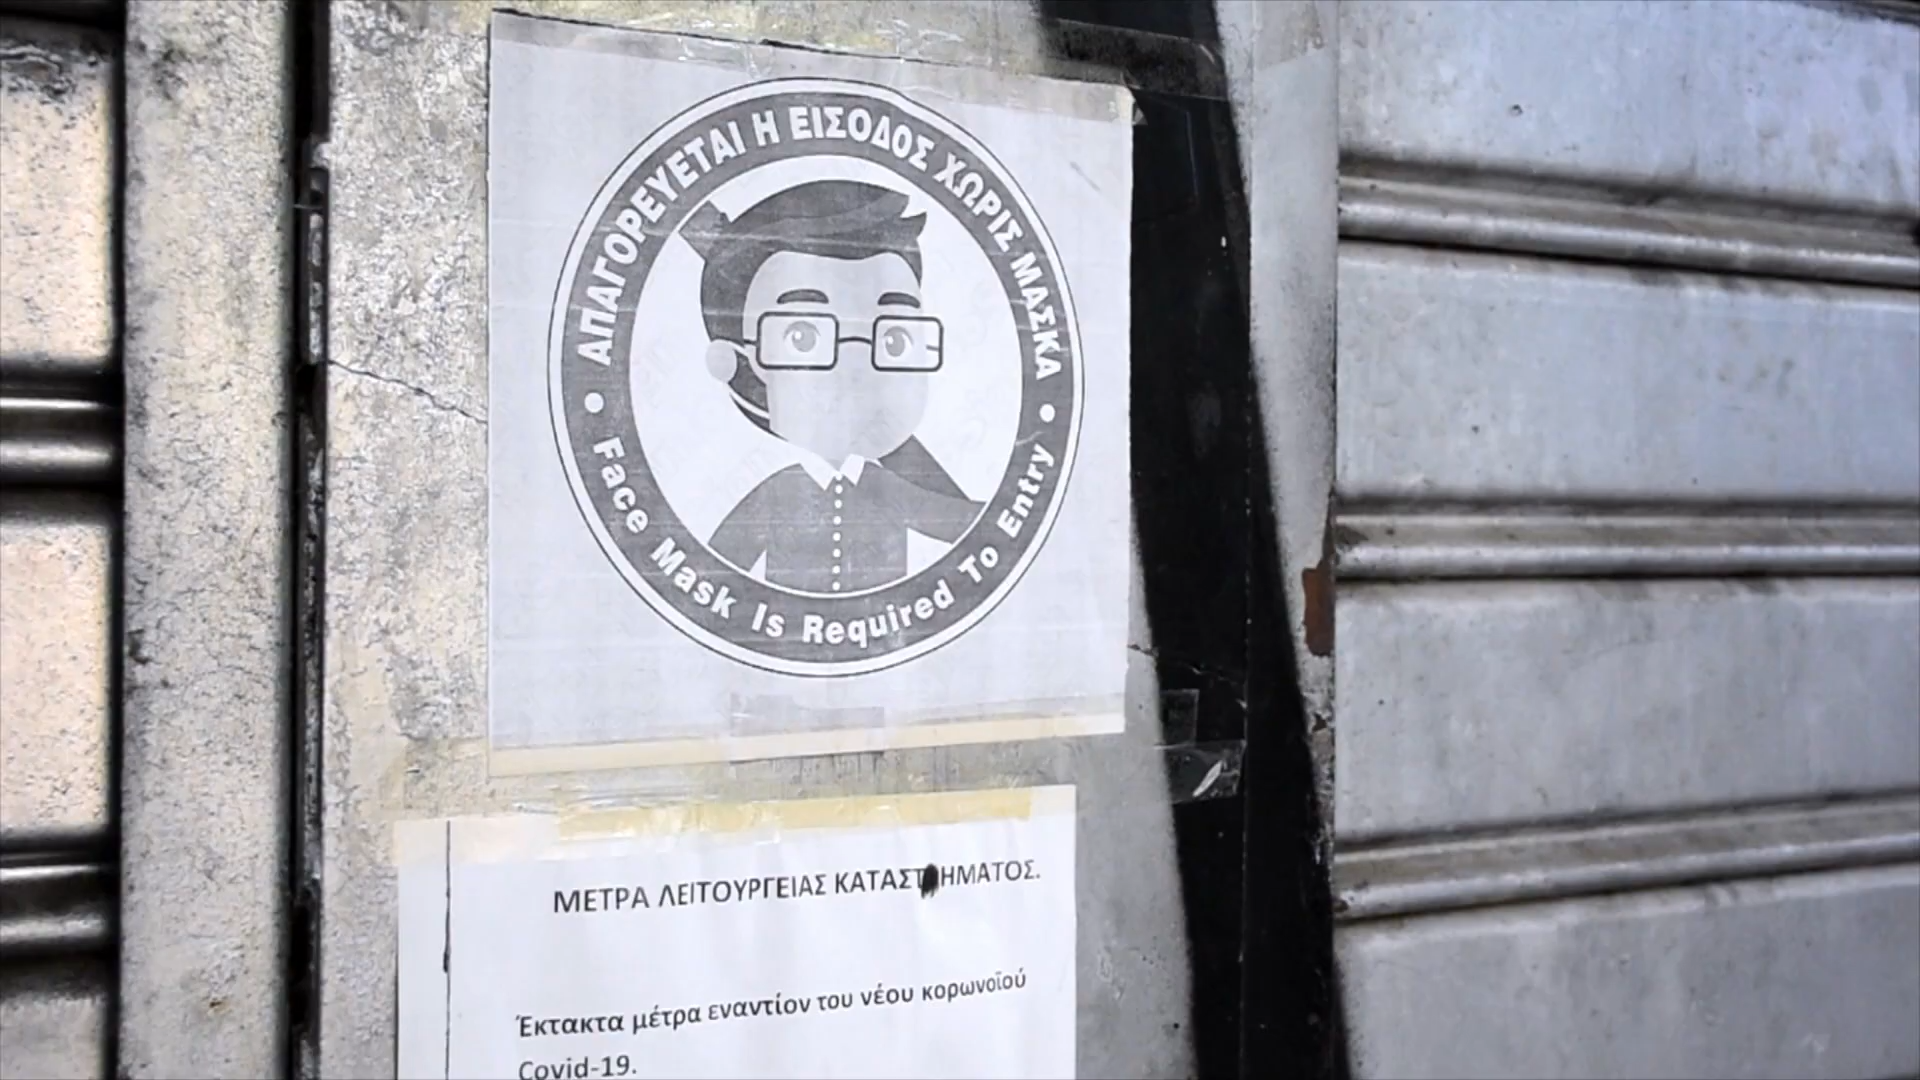 ΑΠΑΓΟΡΕΥΕΤΑΙ Η ΕΙΣΟΔΟΣ ΧΩΡΙΣ ΜΑΣΚΑ
Face Mask Is Required To Entry
ΜΕΤΡΑ ΛΕΙΤΟΥΡΓΕΙΑΣ ΚΑΤΑΣΤΗΜΑΤΟΣ.
Έκτακτα μέτρα εναντίον του νέου κορωνοϊού
Covid-19.